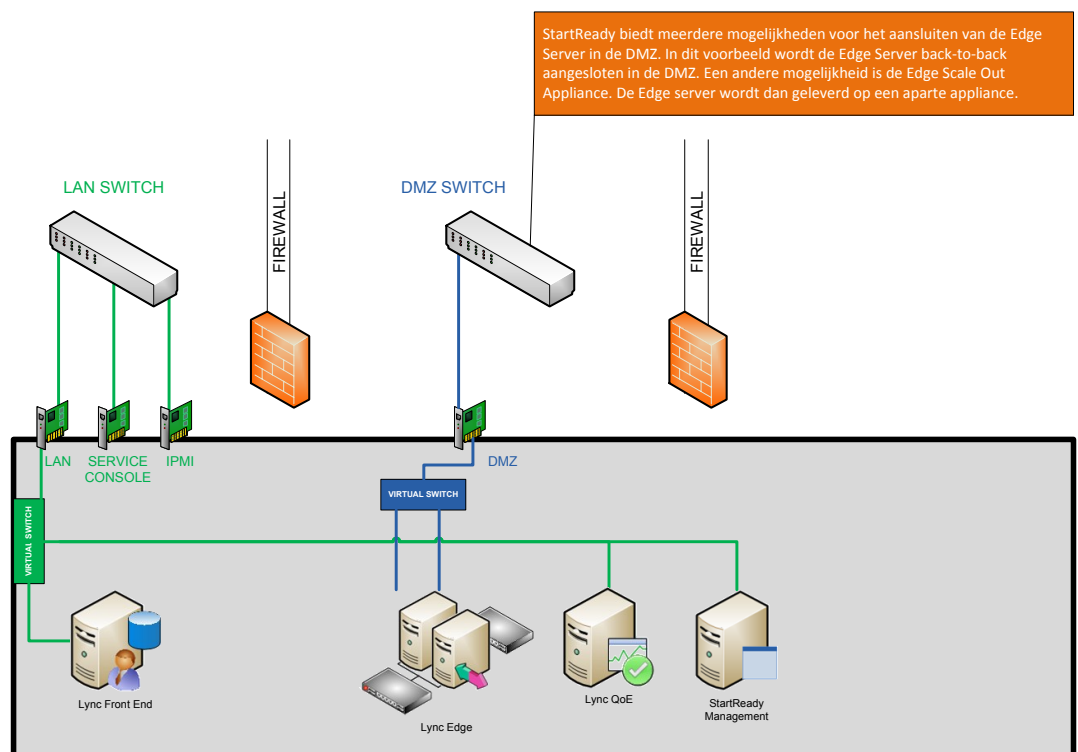 StartReady biedt meerdere mogelijkheden voor het aansluiten van de Edge
Server in de DMZ. In dit voorbeeld wordt de Edge Server back-to-back
aangesloten in de DMZ. Een andere mogelijkheid is de Edge Scale Out
Appliance. De Edge server wordt dan geleverd op een aparte appliance.
LAN SWITCH
FIREWALL
DMZ SWITCH
FIREWALL
LAN
SERVICE
CONSOLE
IPMI
DMZ
VIRTUAL SWITCH
VIRTUAL SWITCH
Lync Front End
Lync Edge
Lync QoE
StartReady
Management